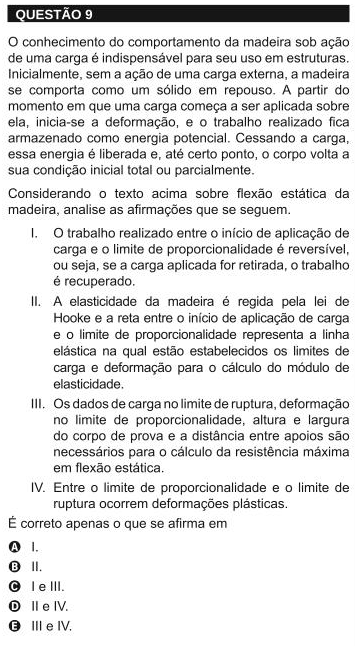 QUESTÃO 9
O conhecimento do comportamento da madeira sob ação
de uma carga é indispensável para seu uso em estruturas.
Inicialmente, sem a ação de uma carga externa, a madeira
se comporta como um sólido em repouso. A partir do
momento em que uma carga começa a ser aplicada sobre
ela, inicia-se a deformação, e o trabalho realizado fica
armazenado como energia potencial. Cessando a carga,
essa energia é liberada e, até certo ponto, o corpo volta a
sua condição inicial total ou parcialmente.
Considerando o texto acima sobre flexão estática da
madeira, analise as afirmações que se seguem.
I. O trabalho realizado entre o início de aplicação de
carga e o limite de proporcionalidade é reversível,
ou seja, se a carga aplicada for retirada, o trabalho
é recuperado.
II. A elasticidade da madeira é regida pela lei de
Hooke e a reta entre o início de aplicação de carga
e o limite de proporcionalidade representa a linha
elástica na qual estão estabelecidos os limites de
carga e deformação para o cálculo do módulo de
elasticidade.
III. Os dados de carga no limite de ruptura, deformação
no limite de proporcionalidade, altura e largura
do corpo de prova e a distância entre apoios são
necessários para o cálculo da resistência máxima
em flexão estática.
IV. Entre o limite de proporcionalidade e o limite de
ruptura ocorrem deformações plásticas.
É correto apenas o que se afirma em
A I.
B II.
C I e III.
D II e IV.
E III e IV.